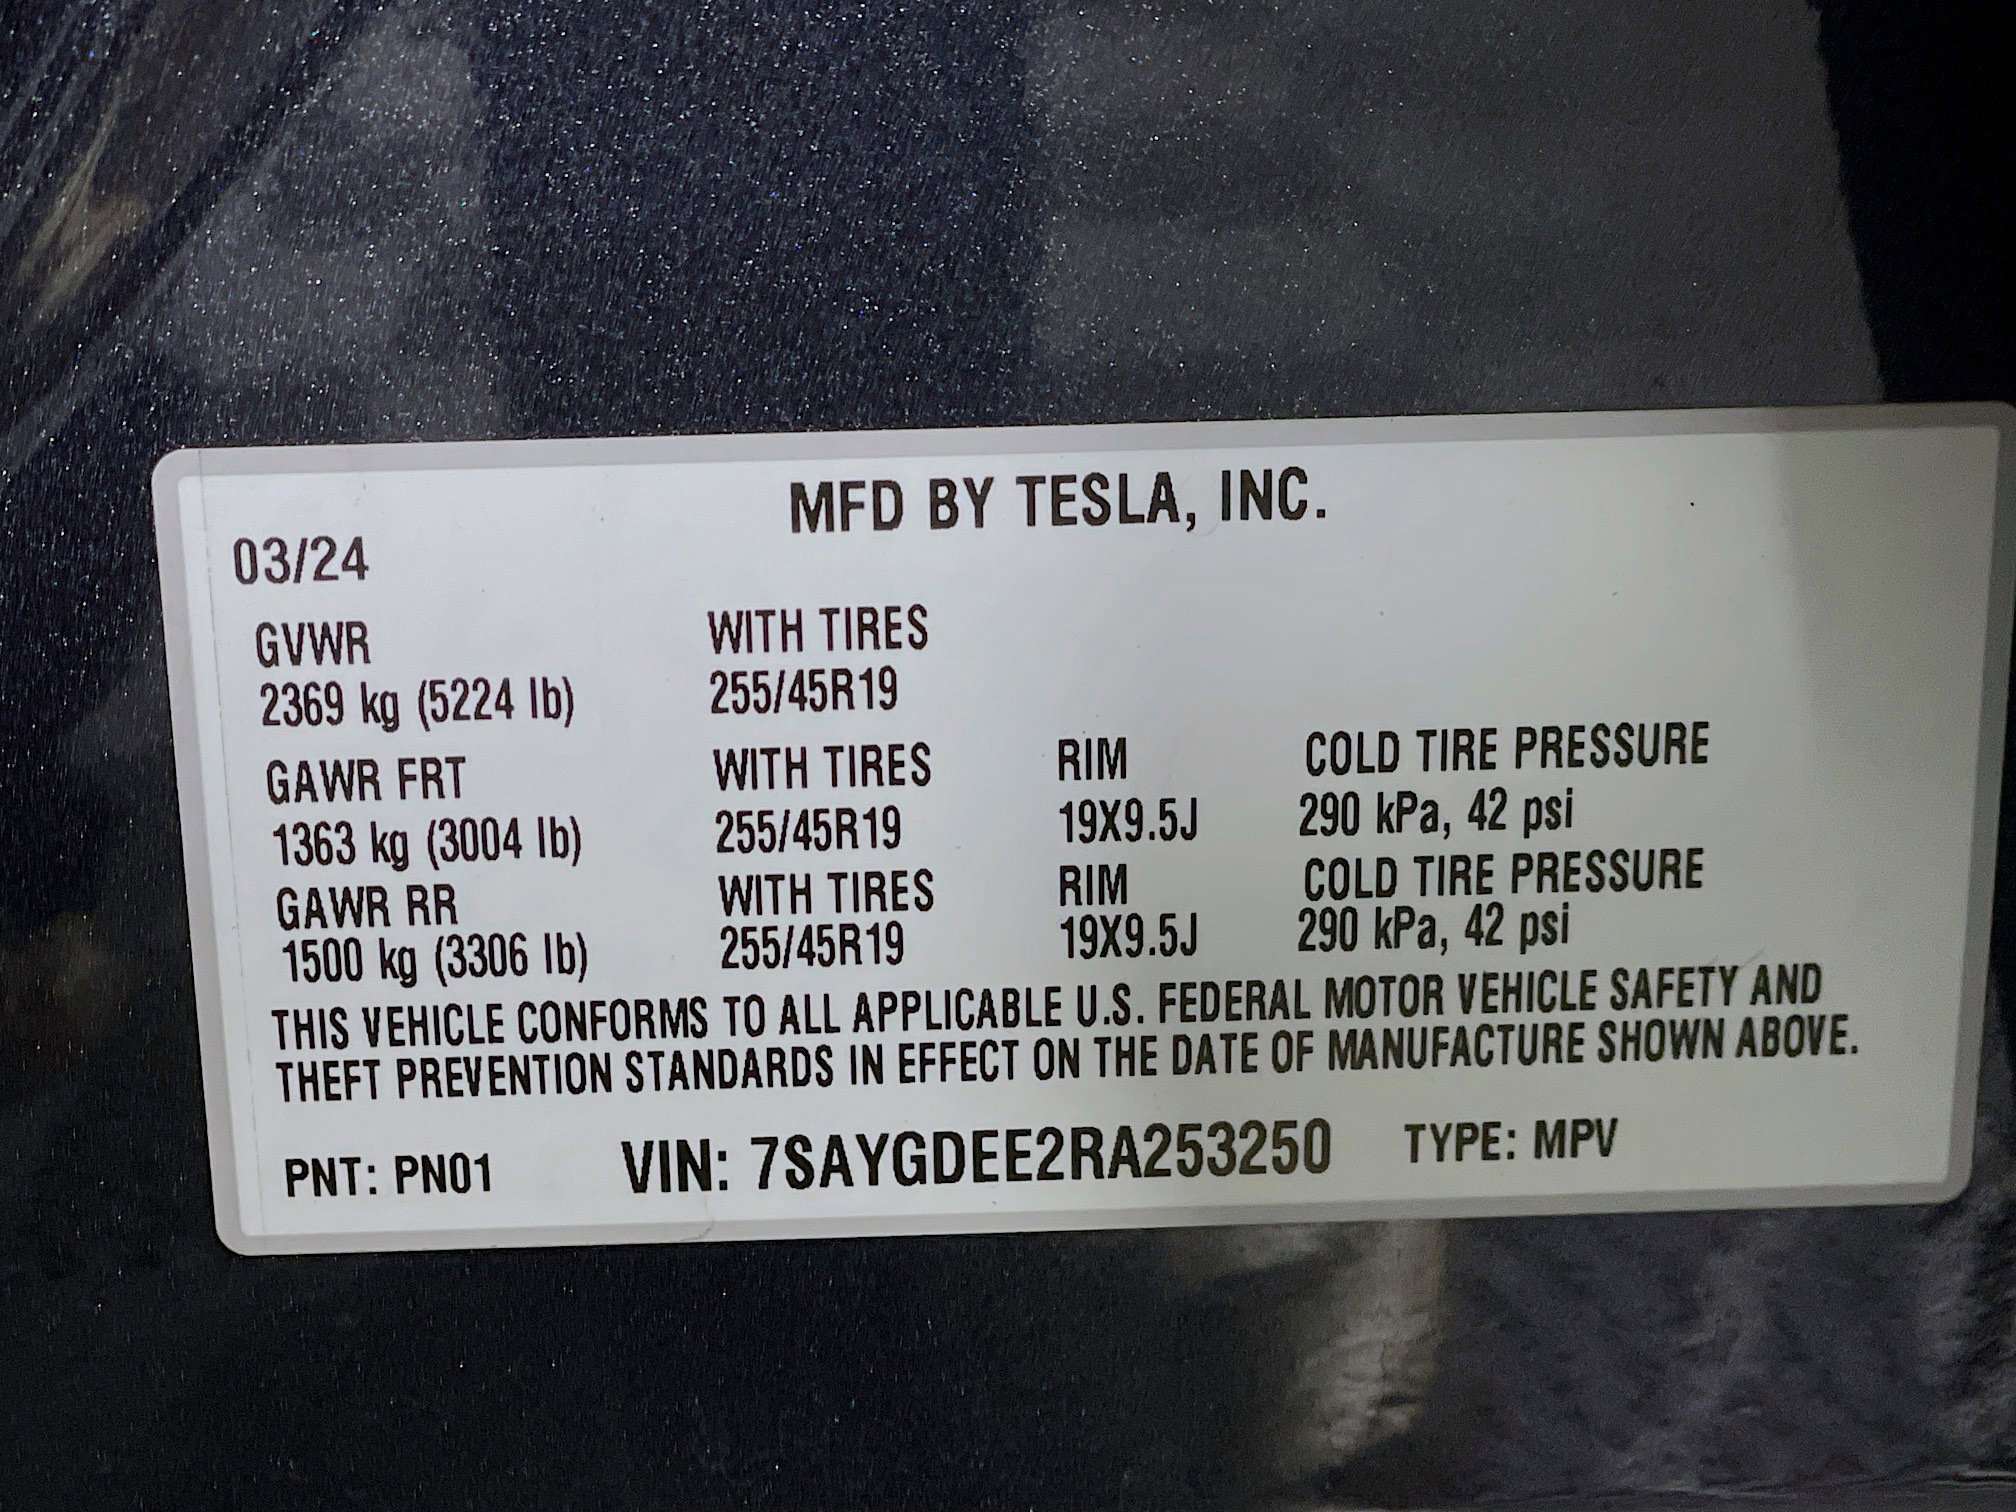 MFD BY TESLA, INC.
03/24
GVWR WITH TIRES
2369 kg (5224 lb) 255/45R19
GAWR FRT WITH TIRES RIM COLD TIRE PRESSURE
1363 kg (3004 lb) 255/45R19 19X9.5J 290 kPa, 42 psi
GAWR RR WITH TIRES RIM COLD TIRE PRESSURE
1500 kg (3306 lb) 255/45R19 19X9.5J 290 kPa, 42 psi
THIS VEHICLE CONFORMS TO ALL APPLICABLE U.S. FEDERAL MOTOR VEHICLE SAFETY AND
THEFT PREVENTION STANDARDS IN EFFECT ON THE DATE OF MANUFACTURE SHOWN ABOVE.
PNT: PN01 VIN: 7SAYGDEE2RA253250 TYPE: MPV